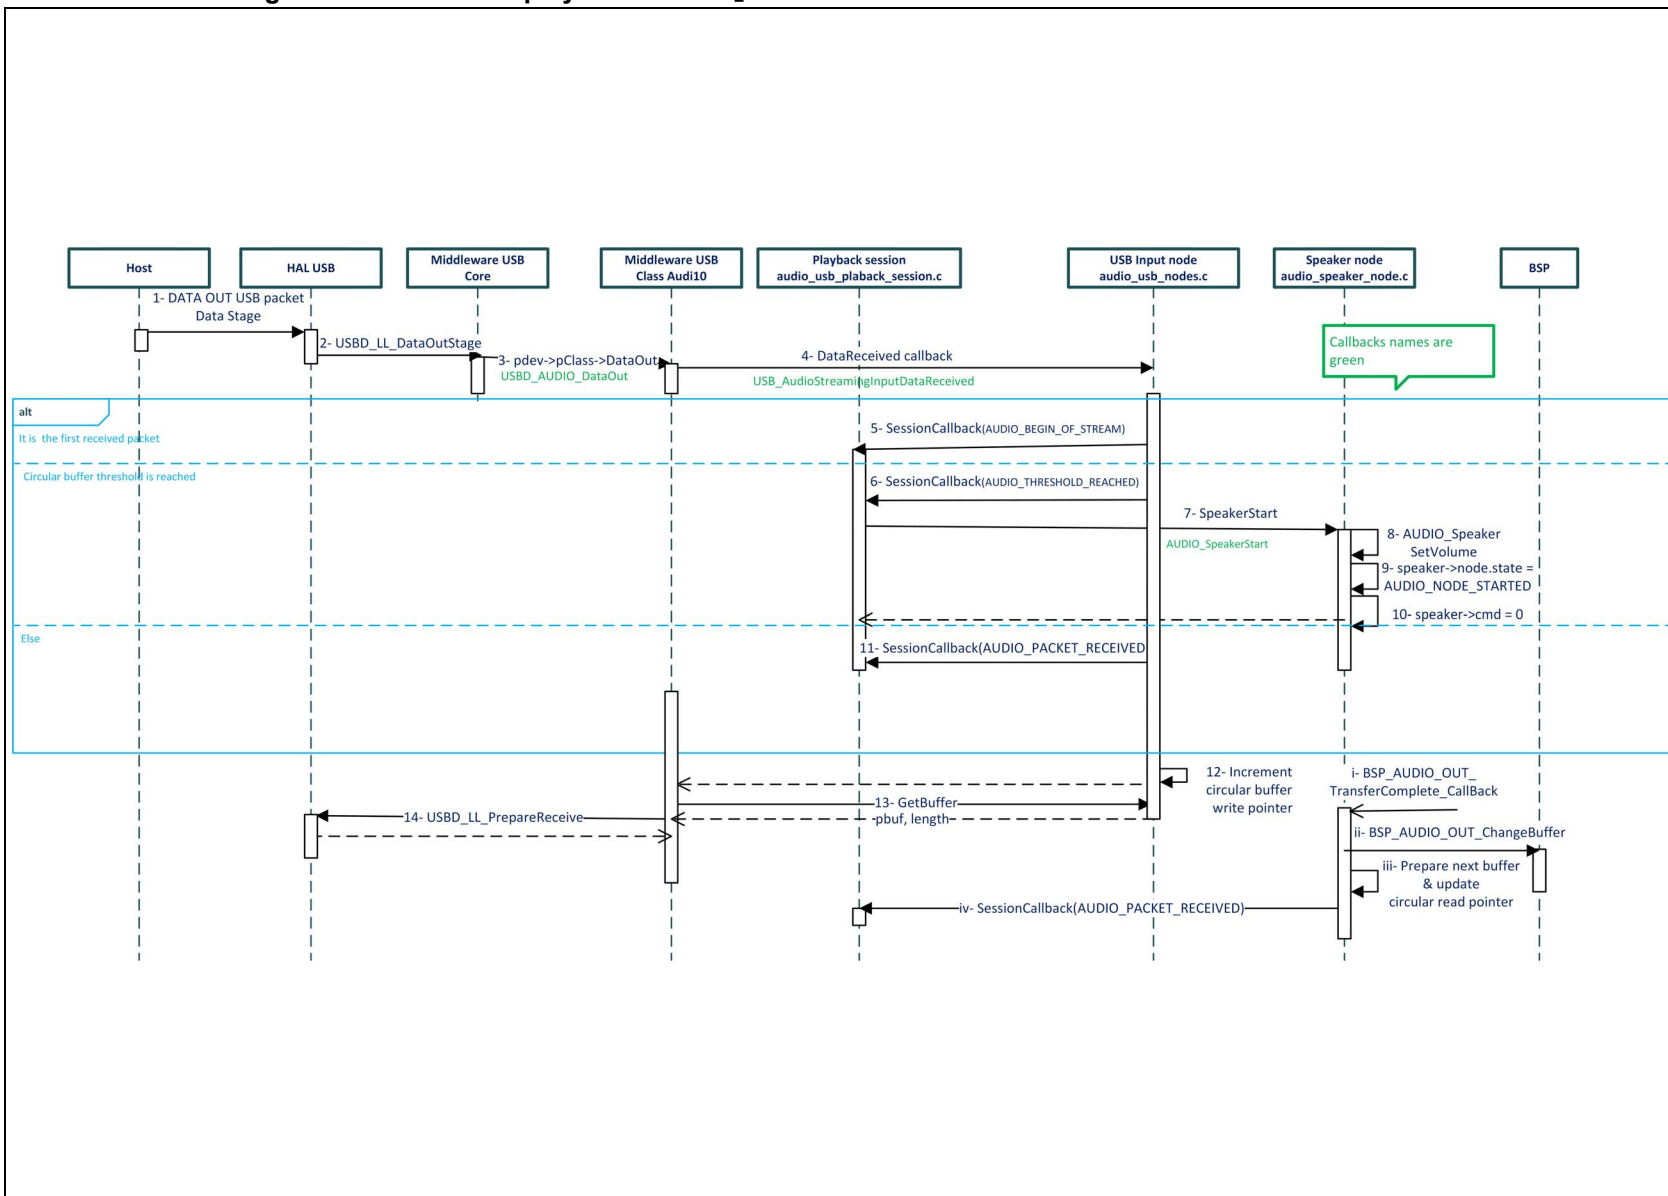 Host
HAL USB
Middleware USB
Core
Middleware USB
Class Audi10
Playback session
audio_usb_plaback_session.c
USB Input node
audio_usb_nodes.c
Speaker node
audio_speaker_node.c
BSP
1- DATA OUT USB packet
Data Stage
2- USBD_LL_DataOutStage
3- pdev->pClass->DataOut
USBD_AUDIO_DataOut
4- DataReceived callback
USB_AudioStreamingInputDataReceived
Callbacks names are
green
alt
It is the first received packet
5- SessionCallback(AUDIO_BEGIN_OF_STREAM)
Circular buffer threshold is reached
6- SessionCallback(AUDIO_THRESHOLD_REACHED)
7- SpeakerStart
AUDIO_SpeakerStart
8- AUDIO_Speaker
SetVolume
9- speaker->node.state =
AUDIO_NODE_STARTED
10- speaker->cmd = 0
Else
11- SessionCallback(AUDIO_PACKET_RECEIVED
12- Increment
circular buffer
write pointer
13- GetBuffer
pbuf, length
14- USBD_LL_PrepareReceive
i- BSP_AUDIO_OUT_
TransferComplete_CallBack
ii- BSP_AUDIO_OUT_ChangeBuffer
iii- Prepare next buffer
& update
circular read pointer
iv- SessionCallback(AUDIO_PACKET_RECEIVED)